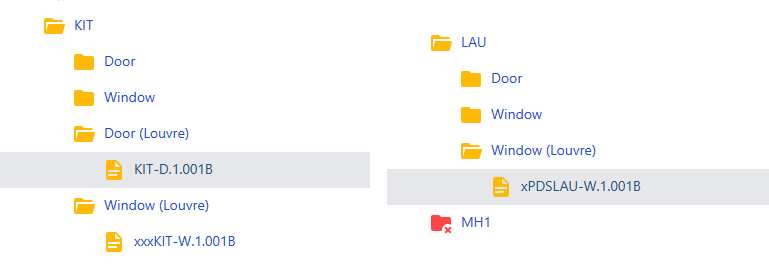 KIT
Door
Window
Door (Louvre)
KIT-D.1.001B
Window (Louvre)
xxxKIT-W.1.001B
LAU
Door
Window
Window (Louvre)
xPDSLAU-W.1.001B
MH1